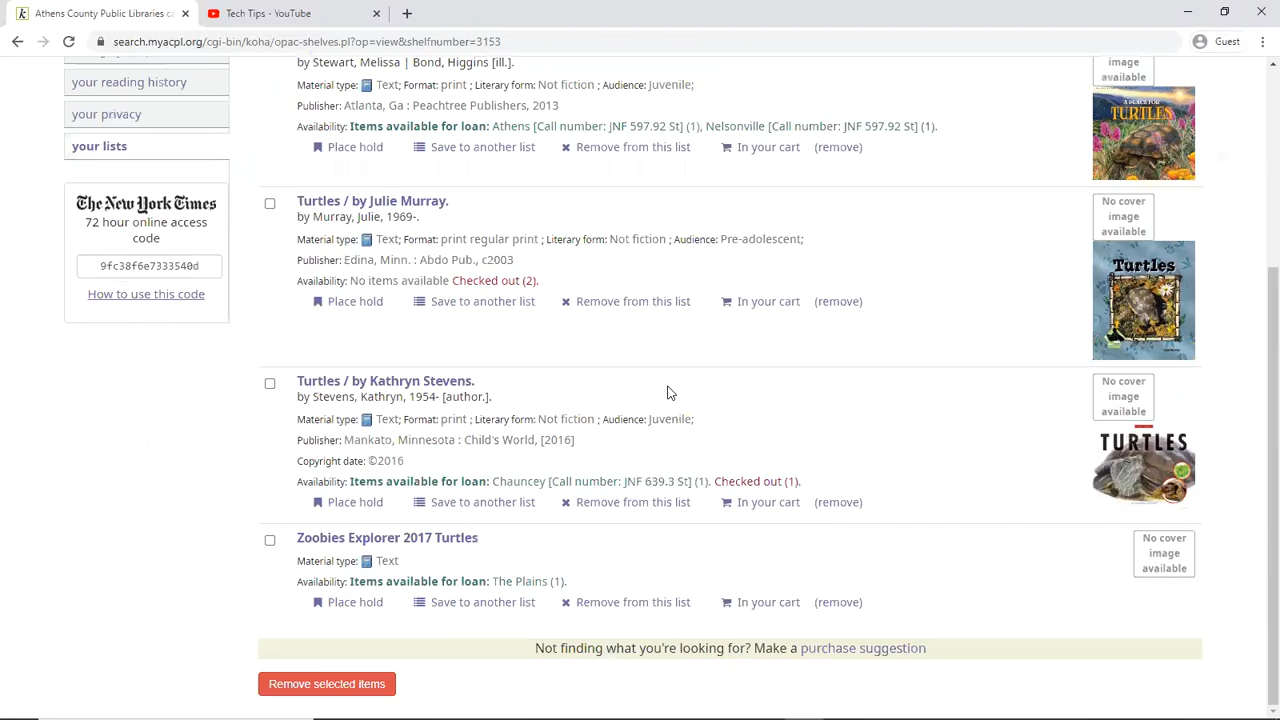 Athens County Public Libraries ca
Tech Tips - YouTube
search.myacpl.org/cgi-bin/koha/opac-shelves.pl?op=view&shelfnumber=3153
Guest
your reading history
your privacy
your lists
The New York Times
72 hour online access
code
9fc38f6e7333540d
How to use this code
by Stewart, Melissa | Bond, Higgins [ill.].
Material type: Text; Format: print ; Literary form: Not fiction ; Audience: Juvenile;
Publisher: Atlanta, Ga : Peachtree Publishers, 2013
Availability: Items available for loan: Athens [Call number: JNF 597.92 St] (1), Nelsonville [Call number: JNF 597.92 St] (1).
Place hold Save to another list Remove from this list In your cart (remove)
image
available
A PLACE FOR
TURTLES
Turtles / by Julie Murray.
by Murray, Julie, 1969-.
Material type: Text; Format: print regular print ; Literary form: Not fiction ; Audience: Pre-adolescent;
Publisher: Edina, Minn. : Abdo Pub., c2003
Availability: No items available Checked out (2).
Place hold Save to another list Remove from this list In your cart (remove)
No cover
image
available
Turtles
Turtles / by Kathryn Stevens.
by Stevens, Kathryn, 1954- [author.].
Material type: Text; Format: print ; Literary form: Not fiction ; Audience: Juvenile;
Publisher: Mankato, Minnesota : Child's World, [2016]
Copyright date: ©2016
Availability: Items available for loan: Chauncey [Call number: JNF 639.3 St] (1). Checked out (1).
Place hold Save to another list Remove from this list In your cart (remove)
No cover
image
available
TURTLES
Zoobies Explorer 2017 Turtles
Material type: Text
Availability: Items available for loan: The Plains (1).
Place hold Save to another list Remove from this list In your cart (remove)
No cover
image
available
Not finding what you're looking for? Make a purchase suggestion
Remove selected items